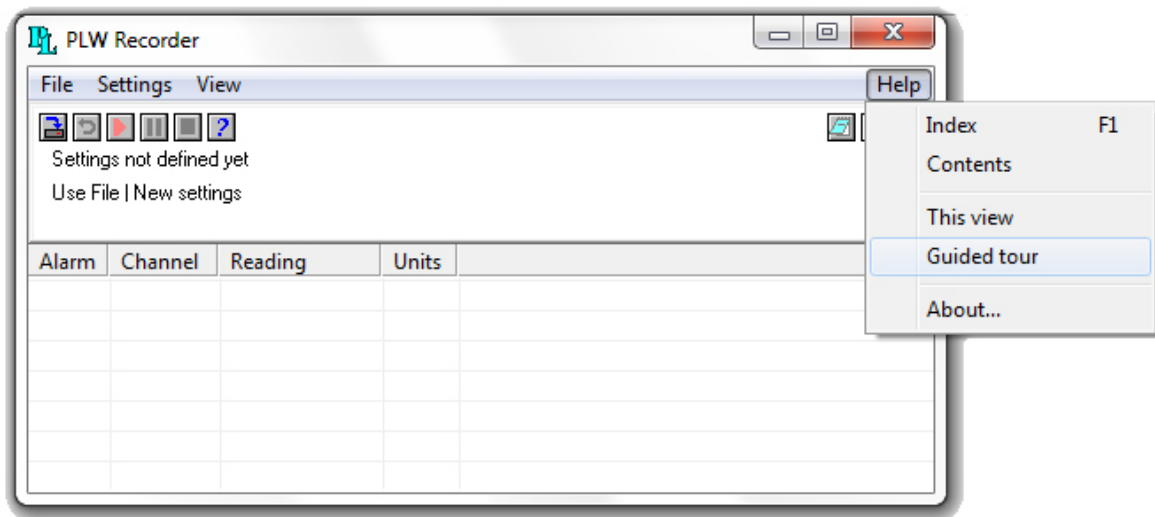 PLW Recorder
File Settings View Help
Settings not defined yet
Use File | New settings
Alarm Channel Reading Units
Index F1
Contents
This view
Guided tour
About...